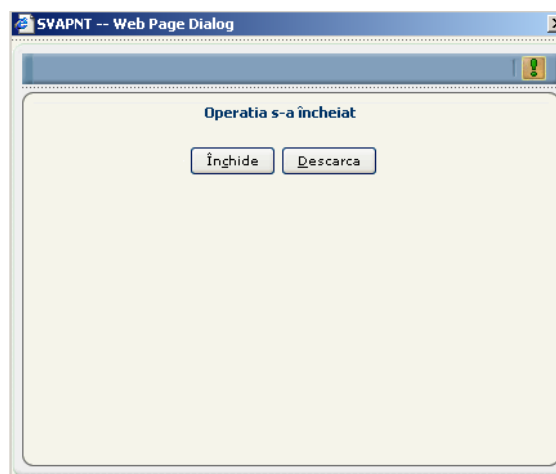 SVAPNT -- Web Page Dialog
Operatia s-a încheiat
Închide Descarca